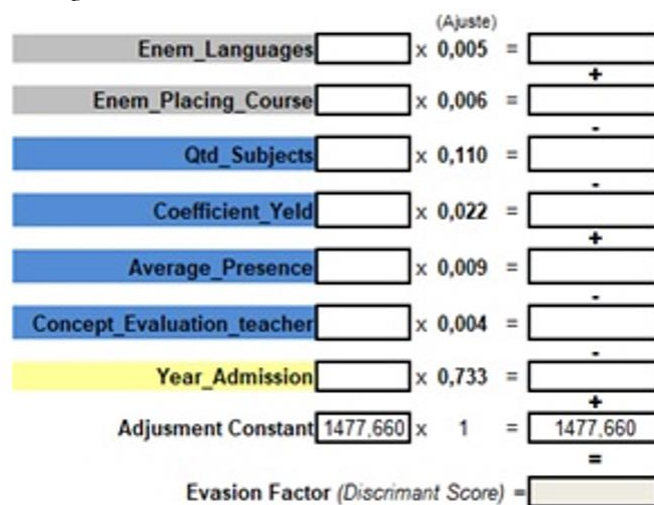 (Ajuste)
Enem_Languages x 0,005 =
+
Enem_Placing_Course x 0,006 =
-
Qtd_Subjects x 0,110 =
-
Coefficient_Yeld x 0,022 =
+
Average_Presence x 0,009 =
-
Concept_Evaluation_teacher x 0,004 =
-
Year_Admission x 0,733 =
+
Adjusment Constant 1477,660 x 1 = 1477,660
=
Evasion Factor (Discrimant Score) =